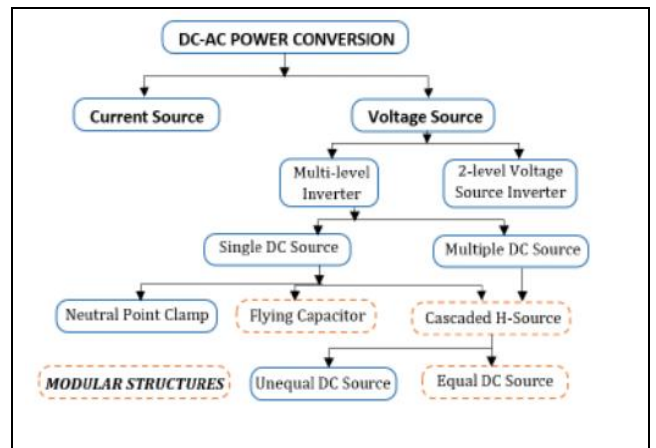 DC-AC POWER CONVERSION
Current Source
Voltage Source
Multi-level
Inverter
2-level Voltage
Source Inverter
Single DC Source
Multiple DC Source
Neutral Point Clamp
Flying Capacitor
Cascaded H-Source
MODULAR STRUCTURES
Unequal DC Source
Equal DC Source